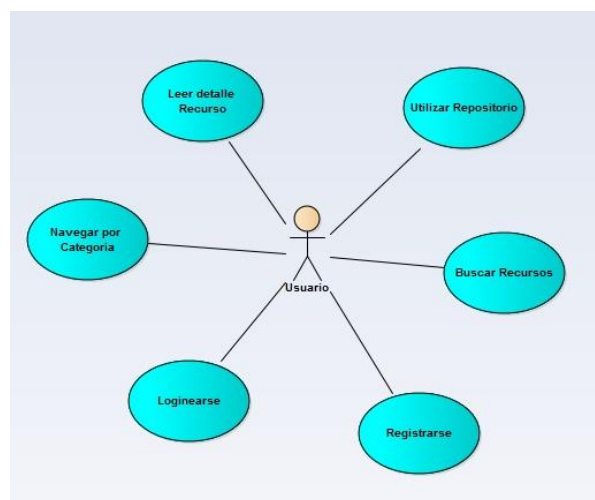 Leer detalle
Recurso
Utilizar Repositorio
Navegar por
Categoria
Usuario
Buscar Recursos
Loginearse
Registrarse